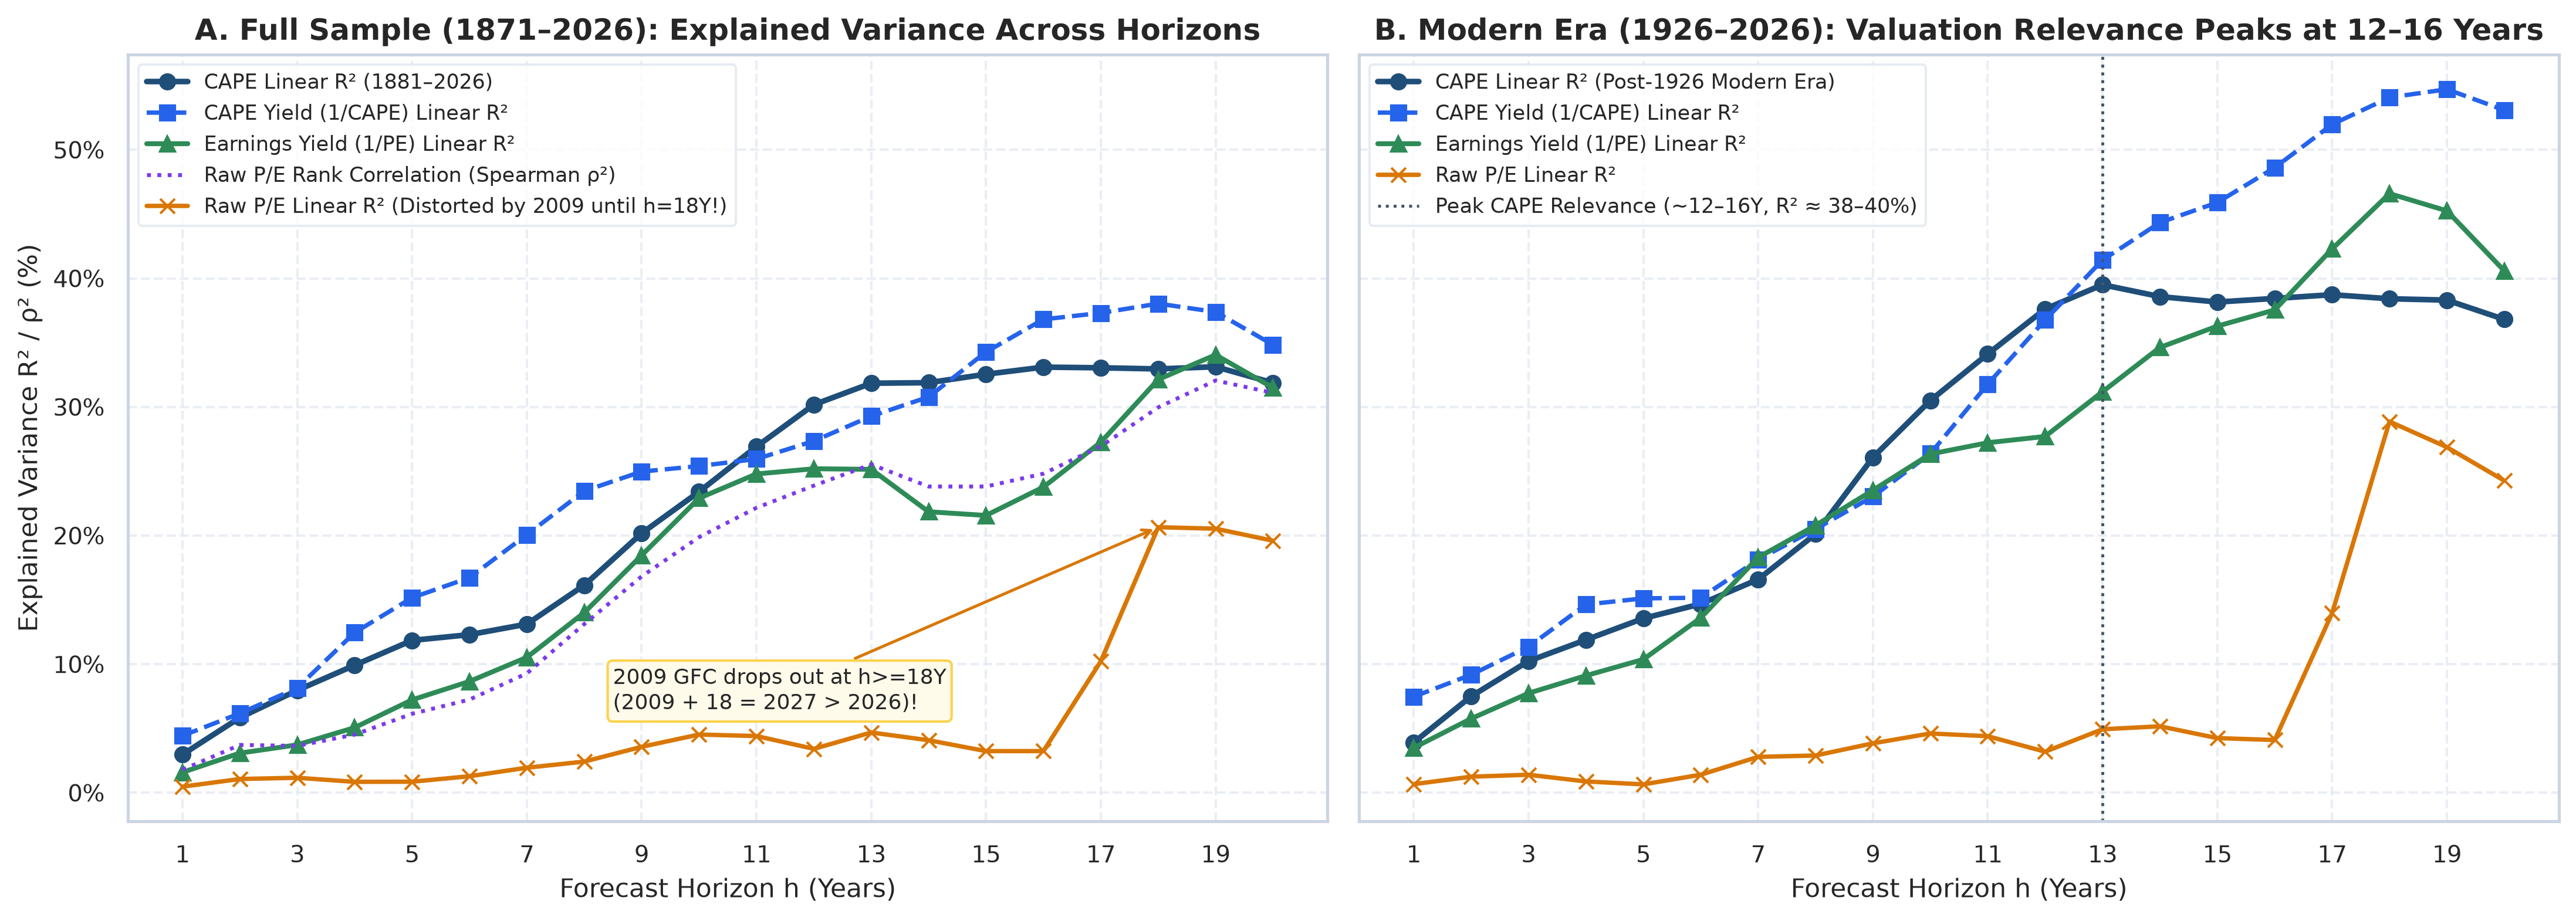 A. Full Sample (1871–2026): Explained Variance Across Horizons
CAPE Linear R² (1881–2026)
CAPE Yield (1/CAPE) Linear R²
Earnings Yield (1/PE) Linear R²
Raw P/E Rank Correlation (Spearman ρ²)
Raw P/E Linear R² (Distorted by 2009 until h=18Y!)
Explained Variance R² / ρ² (%)
50%
40%
30%
20%
10%
0%
2009 GFC drops out at h>=18Y
(2009 + 18 = 2027 > 2026)!
1 3 5 7 9 11 13 15 17 19
Forecast Horizon h (Years)
B. Modern Era (1926–2026): Valuation Relevance Peaks at 12–16 Years
CAPE Linear R² (Post-1926 Modern Era)
CAPE Yield (1/CAPE) Linear R²
Earnings Yield (1/PE) Linear R²
Raw P/E Linear R²
Peak CAPE Relevance (~12–16Y, R² ≈ 38–40%)
1 3 5 7 9 11 13 15 17 19
Forecast Horizon h (Years)